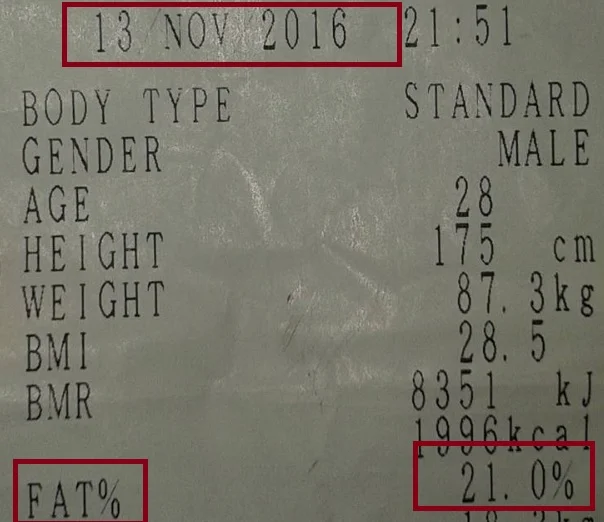 13 NOV 2016 21:51
BODY TYPE STANDARD
GENDER MALE
AGE 28
HEIGHT 175 cm
WEIGHT 87.3kg
BMI 28.5
BMR 8351 kJ
1996kcal
FAT% 21.0%